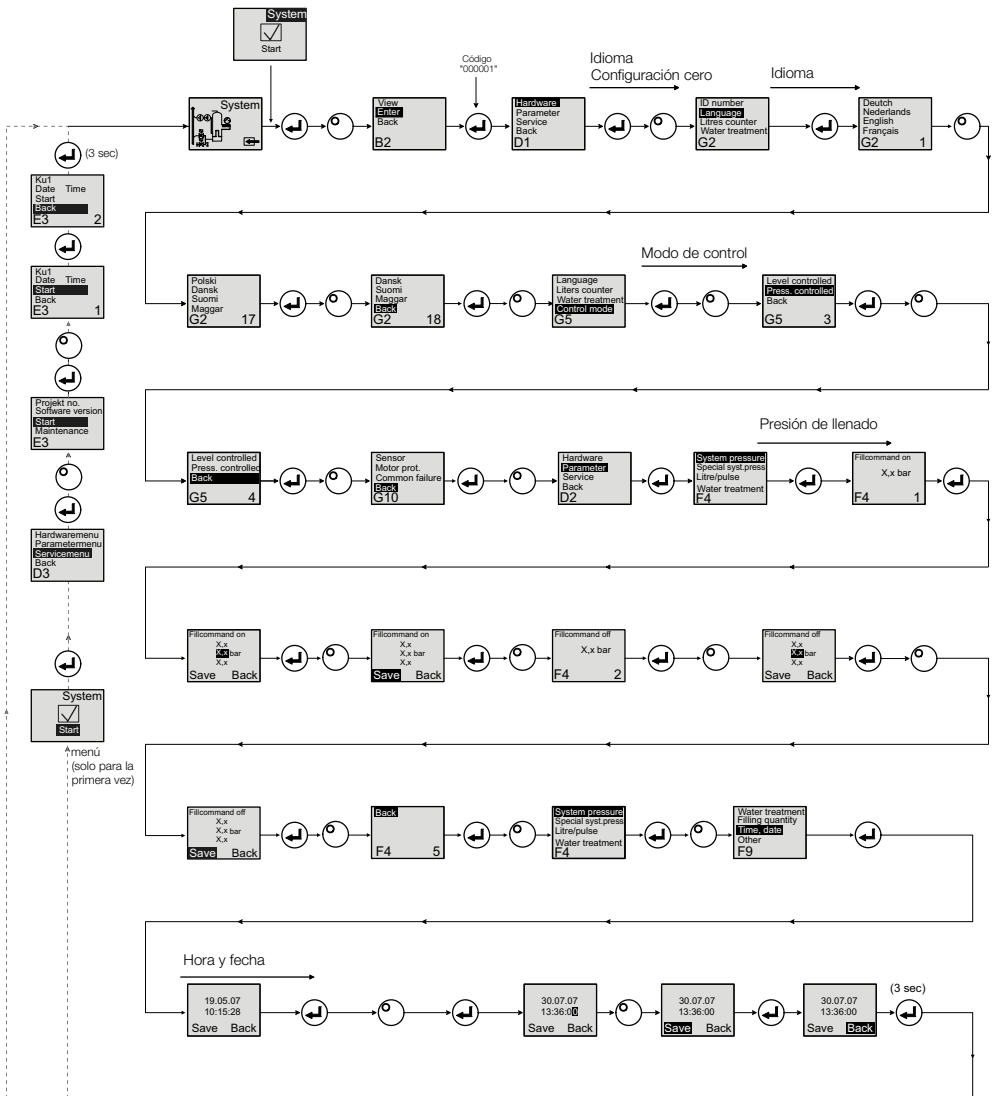 System
Start
Código
"000001"
Idioma
Configuración cero
Idioma
System
View
Enter
Back
B2
Hardware
Parameter
Service
Back
D1
ID number
Language
Litres counter
Water treatment
G2
Deutch
Nederlands
English
Français
G2 1
(3 sec)
Ku1
Date Time
Start
Back
E3 2
Ku1
Date Time
Start
Back
E3 1
Projekt no.
Software version
Start
Maintenance
E3
Hardwaremenu
Parametermenu
Servicemenu
Back
D3
System
Start
menú
(solo para la
primera vez)
Modo de control
Polski
Dansk
Suomi
Maggar
G2 17
Dansk
Suomi
Maggar
Back
G2 18
Language
Liters counter
Water treatment
Control mode
G5
Level controlled
Press. controlled
Back
G5 3
Presión de llenado
Level controlled
Press. controlled
Back
G5 4
Sensor
Motor prot.
Common failure
Back
G10
Hardware
Parameter
Service
Back
D2
System pressure
Special syst.press
Litre/pulse
Water treatment
F4
Fillcommand on
X,x bar
F4 1
Fillcommand on
X,x
X,x bar
X,x
Save Back
Fillcommand on
X,x
X,x bar
X,x
Save Back
Fillcommand off
X,x bar
F4 2
Fillcommand off
X,x
X,x bar
X,x
Save Back
Fillcommand off
X,x
X,x bar
X,x
Save Back
Back
F4 5
System pressure
Special syst.press
Litre/pulse
Water treatment
F4
Water treatment
Filling quantity
Time, date
Other
F9
Hora y fecha
19.05.07
10:15:28
Save Back
30.07.07
13:36:00
Save Back
30.07.07
13:36:00
Save Back
30.07.07
13:36:00
Save Back
(3 sec)